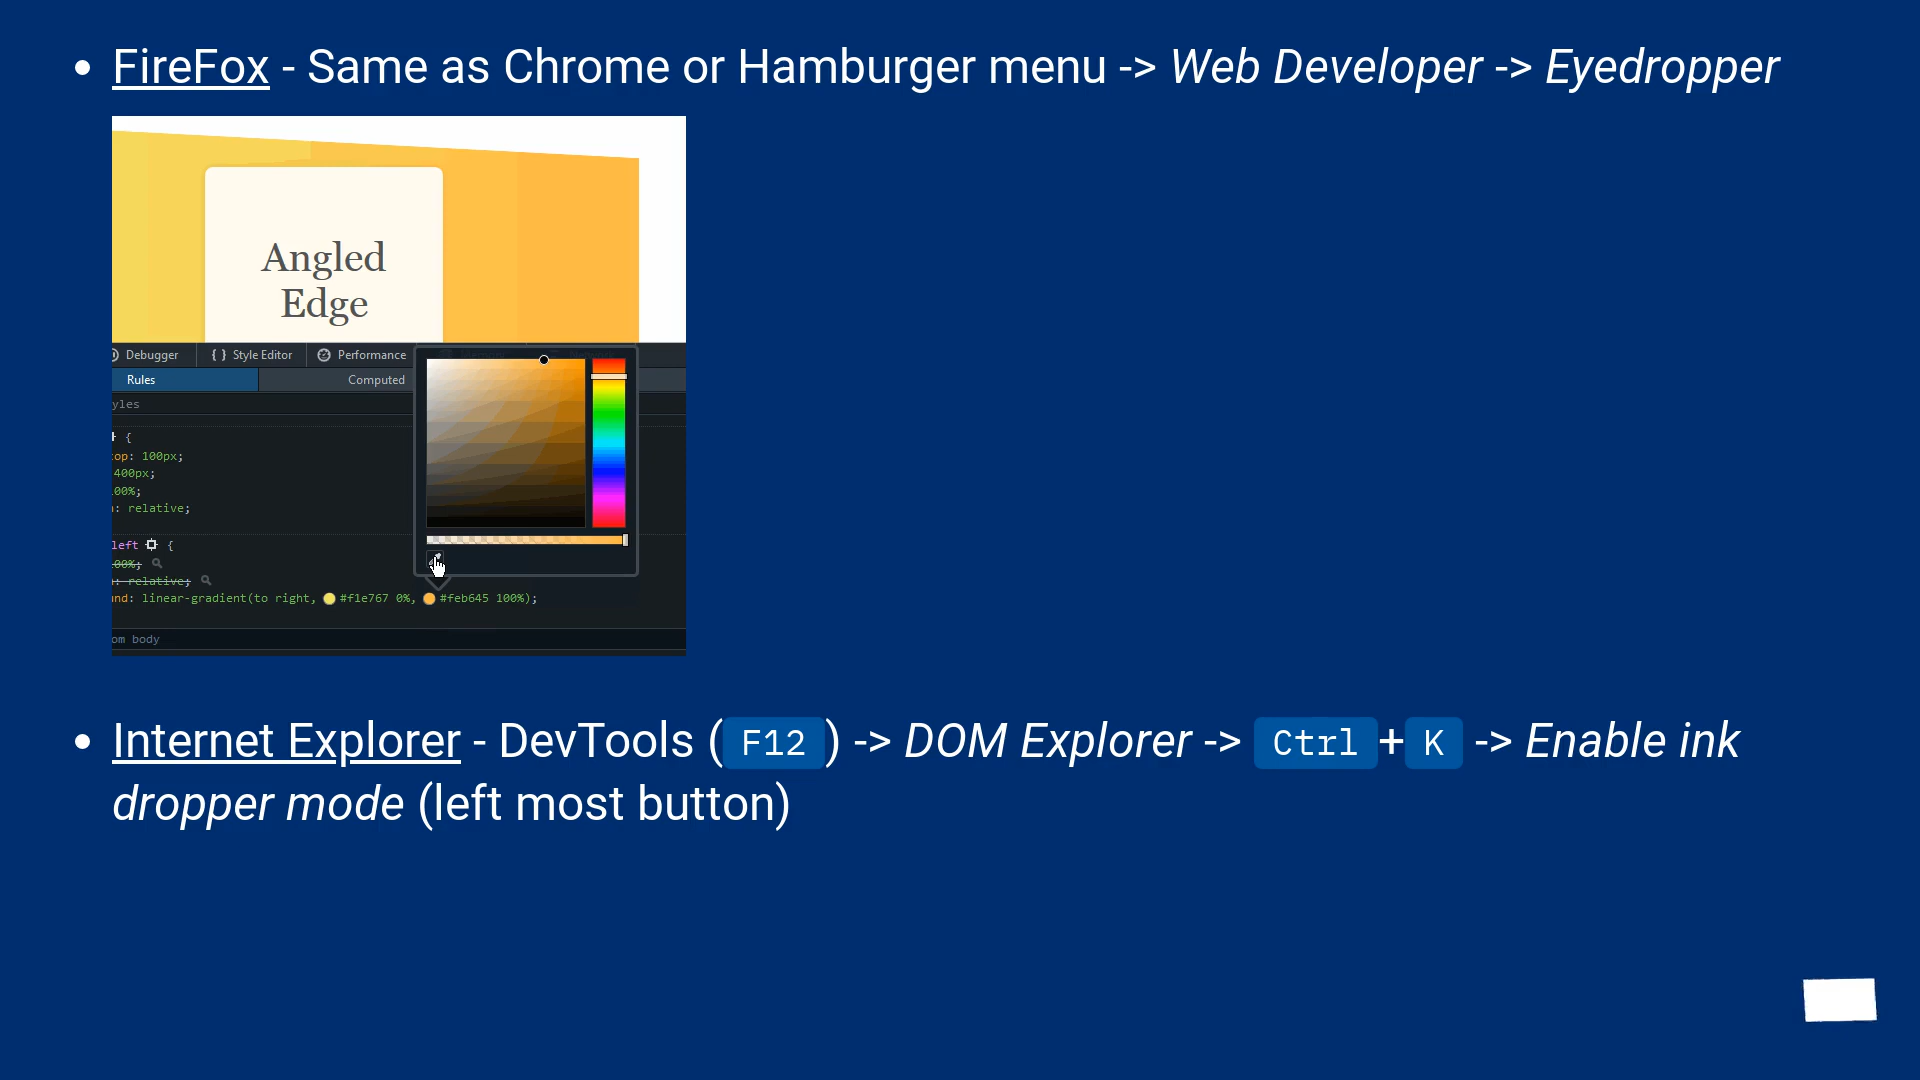 • FireFox - Same as Chrome or Hamburger menu -> Web Developer -> Eyedropper
Angled
Edge
Debugger { } Style Editor Performance
Rules Computed
yles
{
op: 100px;
400px;
00%;
: relative;
left {
00%;
: relative;
nd: linear-gradient(to right, #f1e767 0%, #feb645 100%);
om body
• Internet Explorer - DevTools ( F12 ) -> DOM Explorer -> Ctrl + K -> Enable ink
dropper mode (left most button)